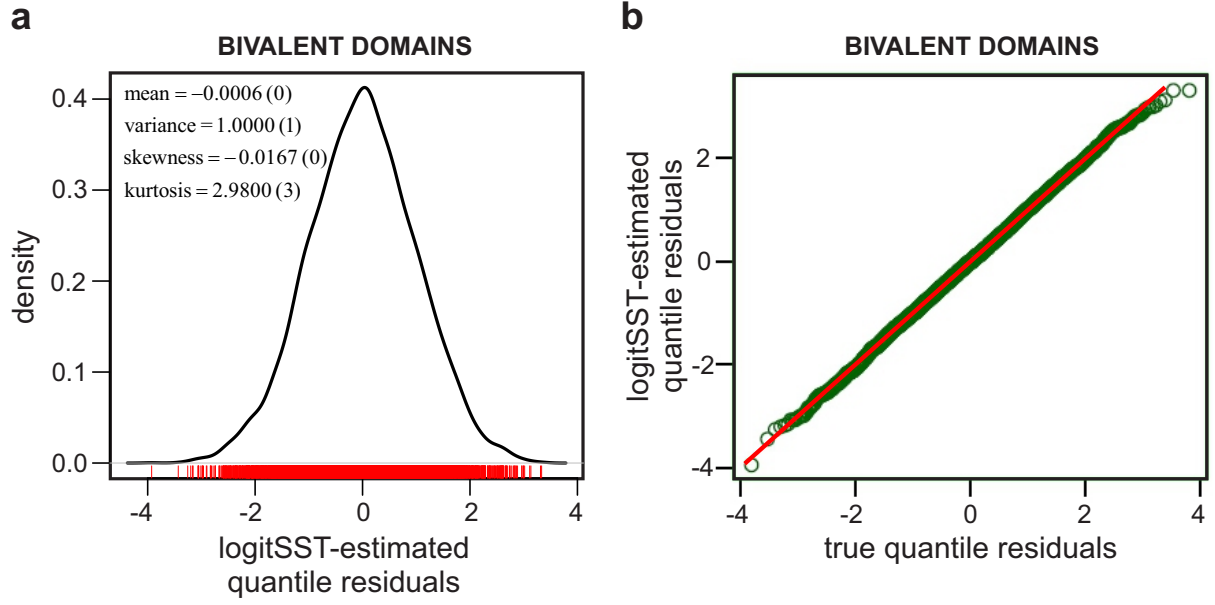 a
BIVALENT DOMAINS
mean = −0.0006 (0)
variance = 1.0000 (1)
skewness = −0.0167 (0)
kurtosis = 2.9800 (3)
density
0.4
0.3
0.2
0.1
0.0
-4 -2 0 2 4
logitSST-estimated
quantile residuals
b
BIVALENT DOMAINS
logitSST-estimated
quantile residuals
2
0
-2
-4
-4 -2 0 2 4
true quantile residuals